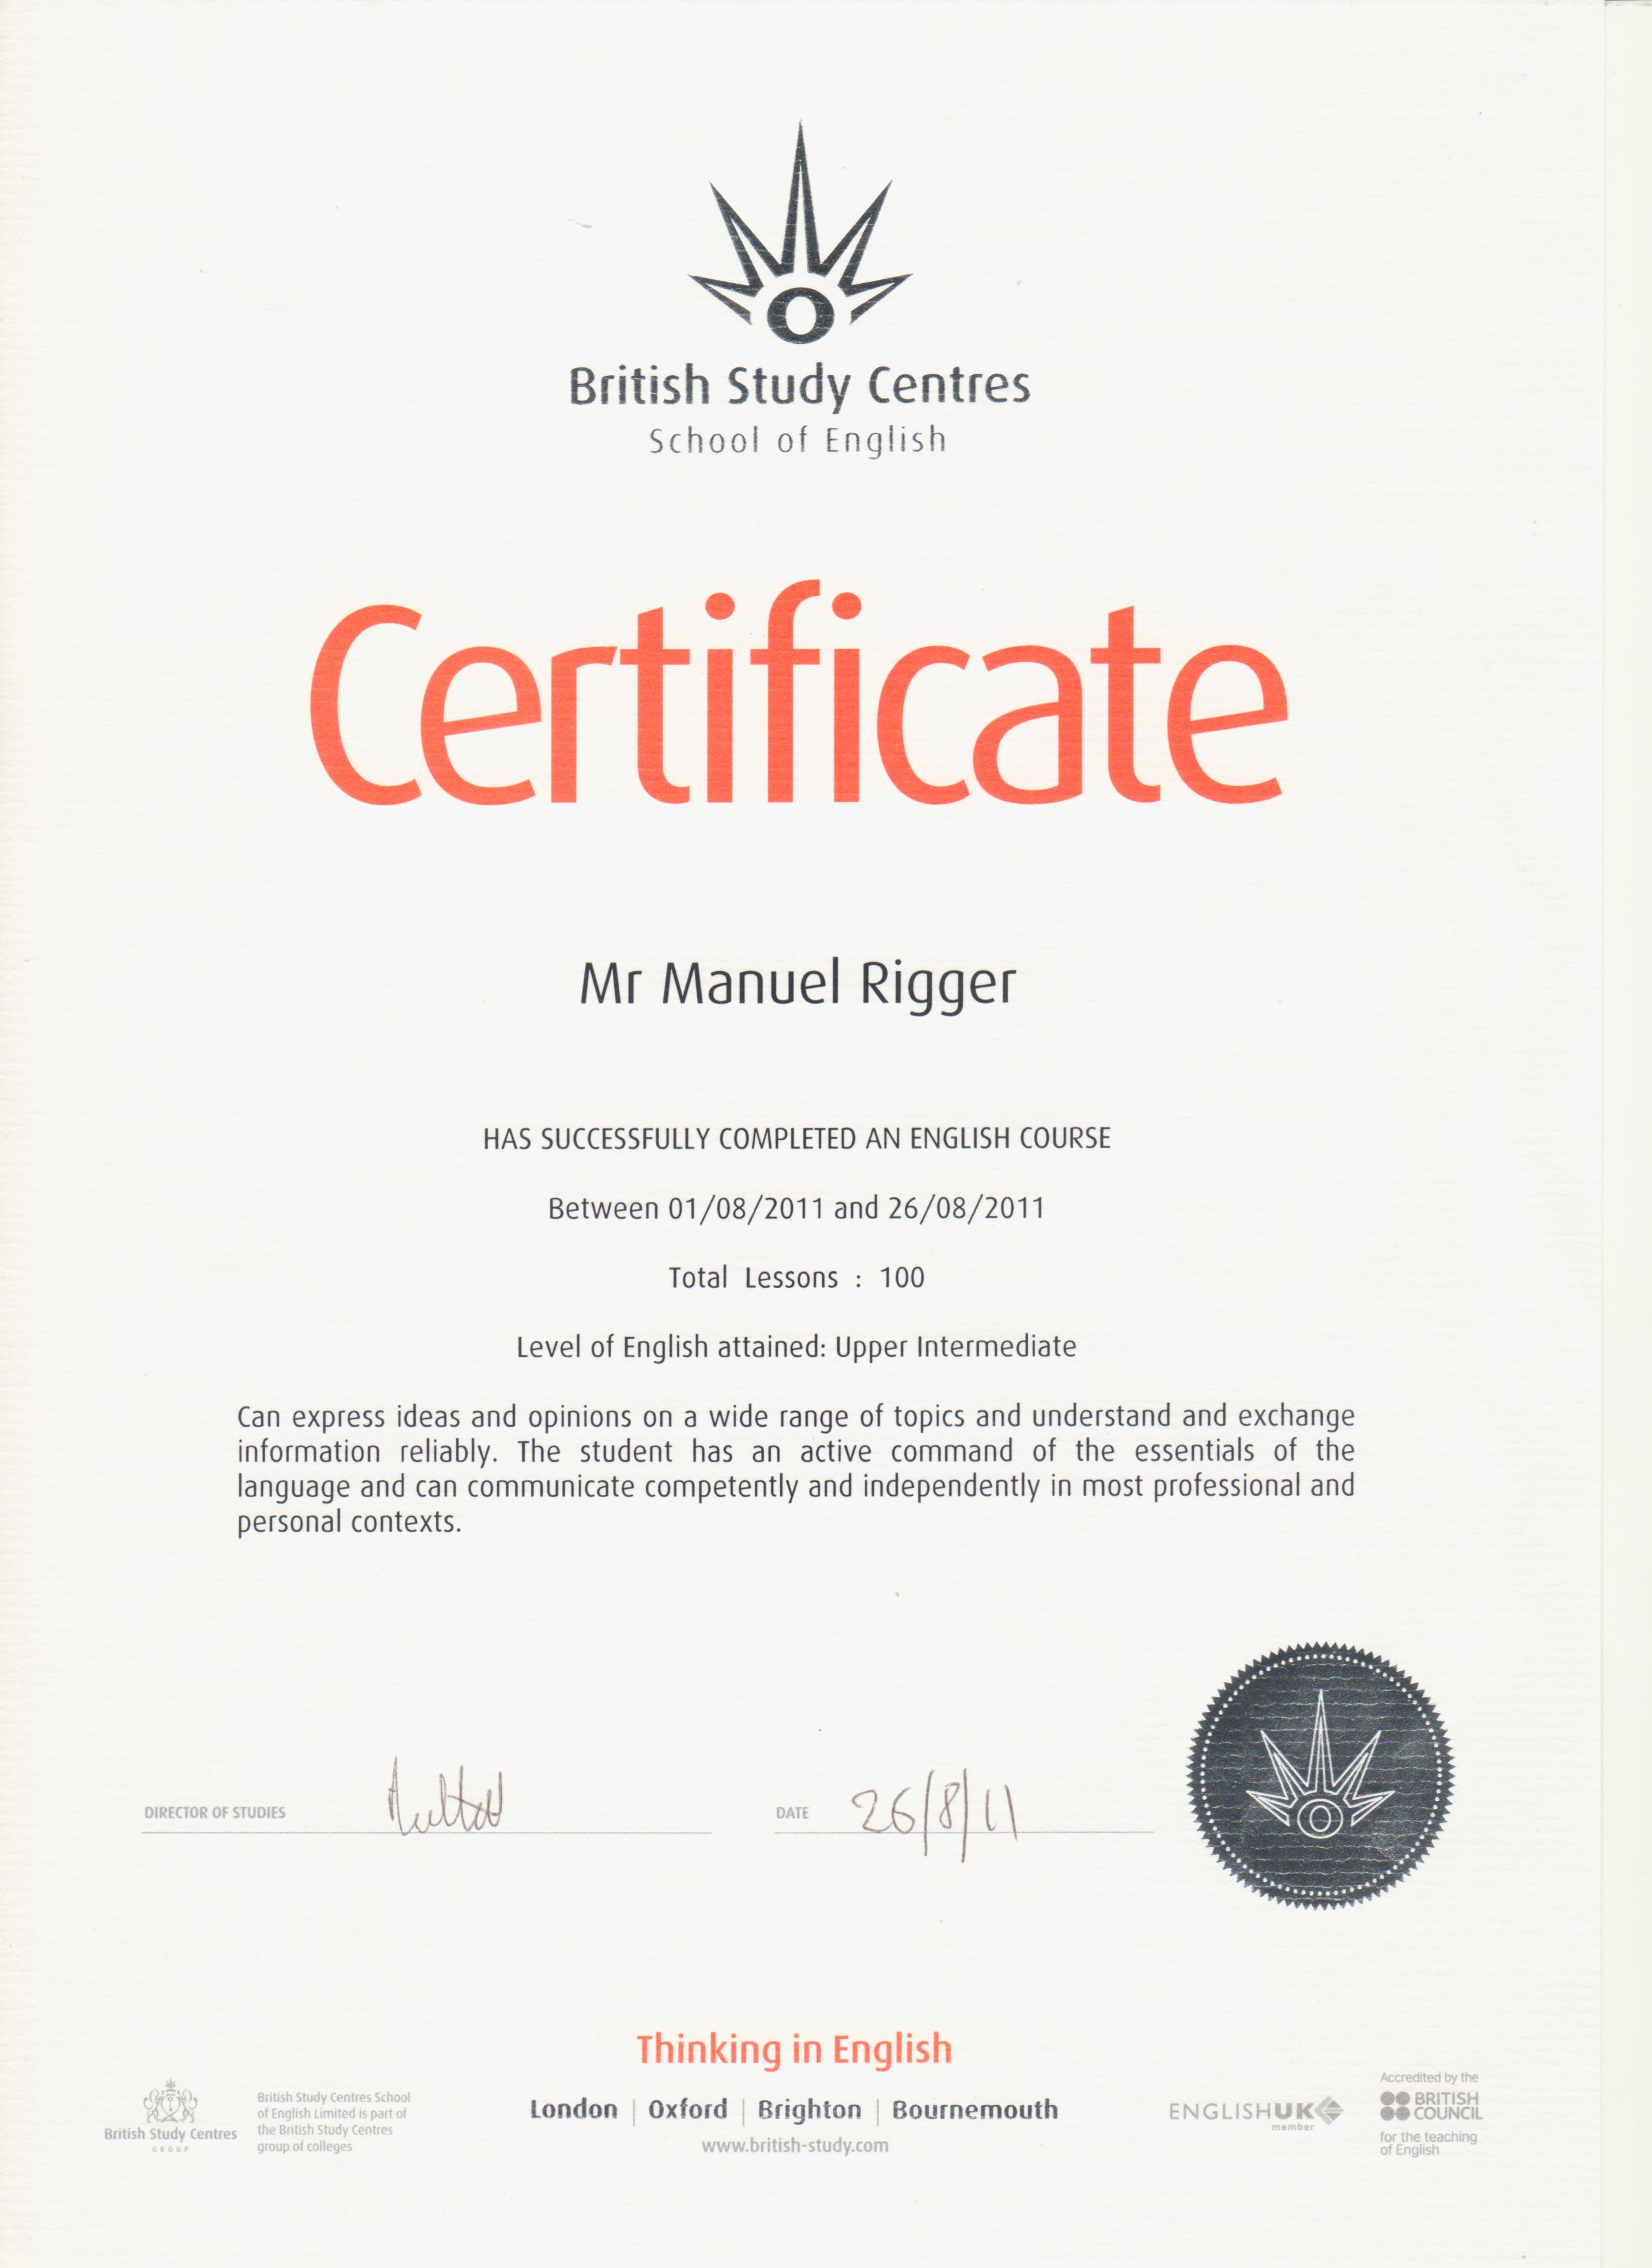 British Study Centres
School of English
Certificate
Mr Manuel Rigger
HAS SUCCESSFULLY COMPLETED AN ENGLISH COURSE
Between 01/08/2011 and 26/08/2011
Total Lessons : 100
Level of English attained: Upper Intermediate
Can express ideas and opinions on a wide range of topics and understand and exchange
information reliably. The student has an active command of the essentials of the
language and can communicate competently and independently in most professional and
personal contexts.
DIRECTOR OF STUDIES
DATE 26/8/11
Thinking in English
British Study Centres
GROUP
British Study Centres School
of English Limited is part of
the British Study Centres
group of colleges
London | Oxford | Brighton | Bournemouth
www.british-study.com
ENGLISHUK
member
Accredited by the
BRITISH
COUNCIL
for the teaching
of English